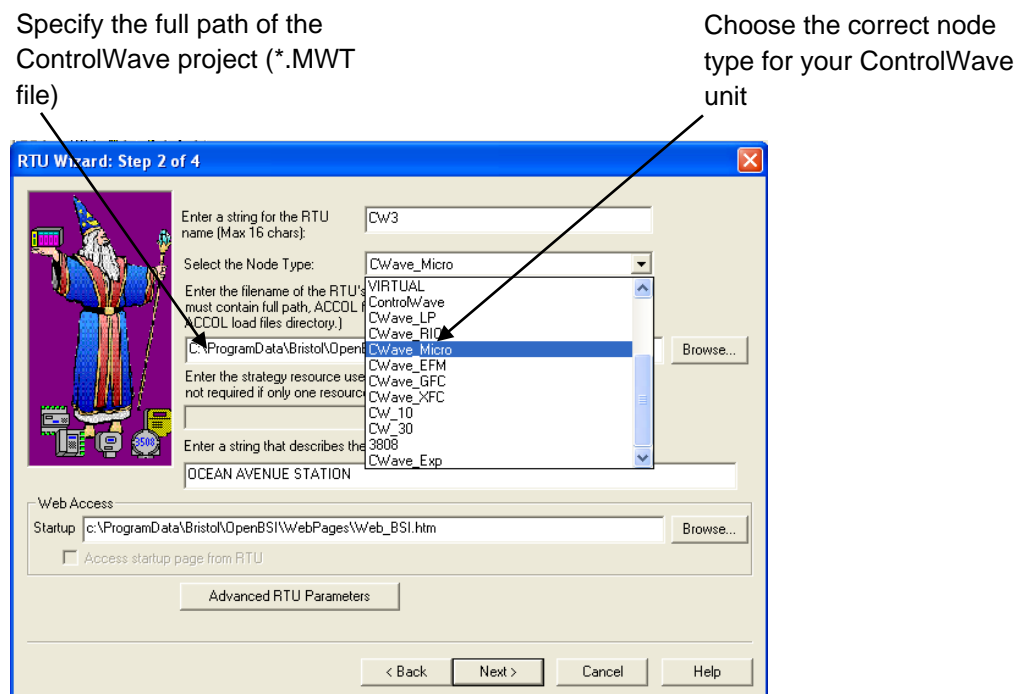 Specify the full path of the
ControlWave project (*.MWT
file)
Choose the correct node
type for your ControlWave
unit
RTU Wizard: Step 2 of 4
Enter a string for the RTU
name (Max 16 chars):
CW3
Select the Node Type:
CWave_Micro
Enter the filename of the RTU's
must contain full path, ACCOL
ACCOL load files directory.)
C:\ProgramData\Bristol\Open
Browse...
VIRTUAL
ControlWave
CWave_LP
CWave_RIO
CWave_Micro
CWave_EFM
CWave_GFC
CWave_XFC
CW_10
CW_30
3808
CWave_Exp
Enter the strategy resource use
not required if only one resourc
Enter a string that describes the
OCEAN AVENUE STATION
3508
Web Access
Startup
c:\ProgramData\Bristol\OpenBSI\WebPages\Web_BSI.htm
Browse...
Access startup page from RTU
Advanced RTU Parameters
< Back
Next >
Cancel
Help